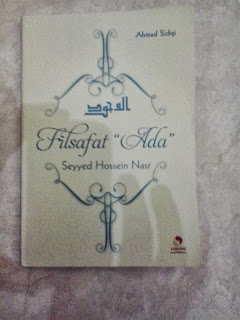 Ahmad Sidqi
الوجود
Filsafat "Ada"
Seyyed Hossein Nasr